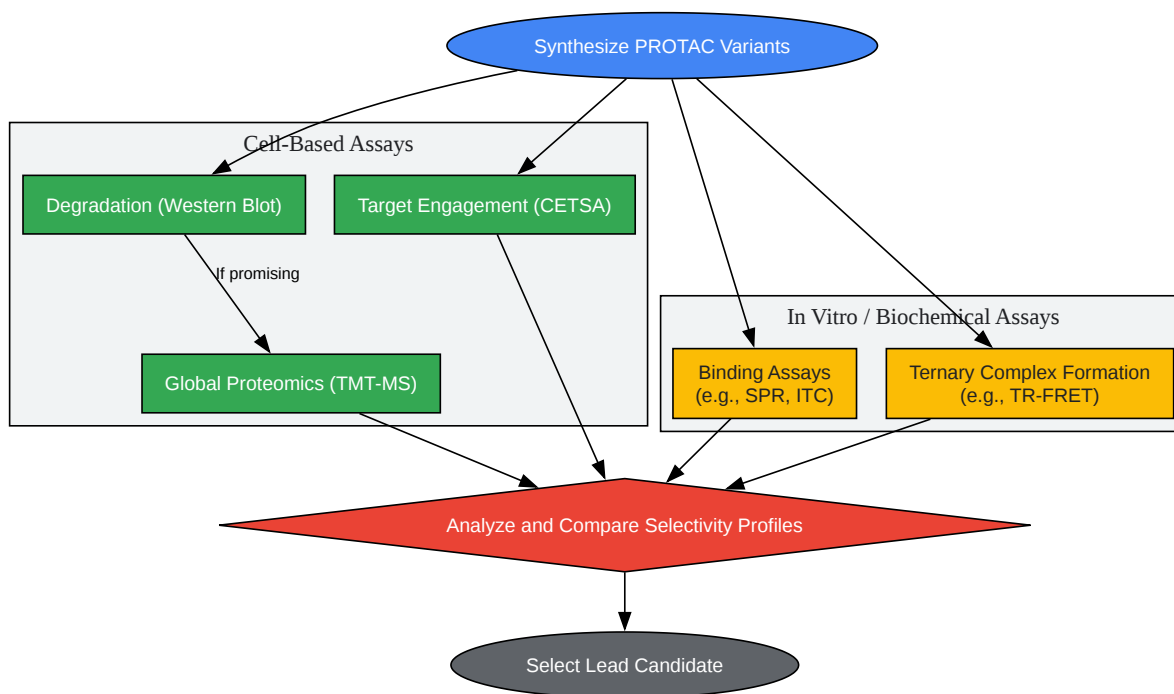 Synthesize PROTAC Variants
Cell-Based Assays
Degradation (Western Blot)
Target Engagement (CETSA)
If promising
In Vitro / Biochemical Assays
Global Proteomics (TMT-MS)
Binding Assays
(e.g., SPR, ITC)
Ternary Complex Formation
(e.g., TR-FRET)
Analyze and Compare Selectivity Profiles
Select Lead Candidate